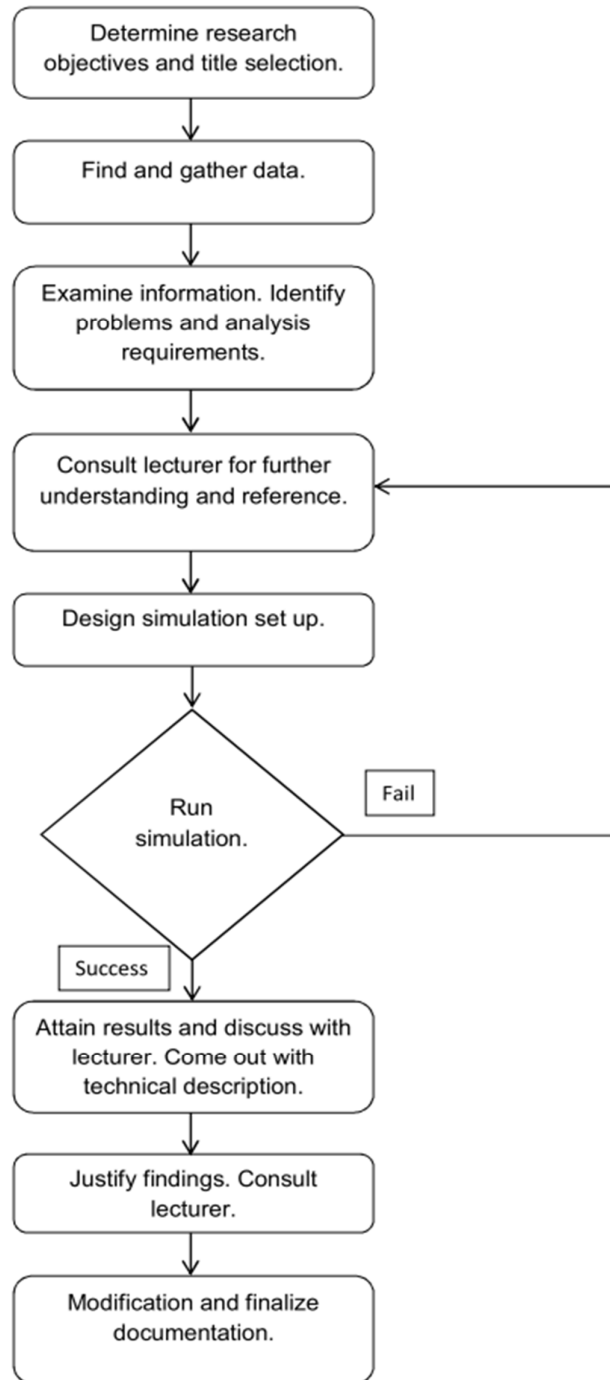 Determine research
objectives and title selection.
Find and gather data.
Examine information. Identify
problems and analysis
requirements.
Consult lecturer for further
understanding and reference.
Design simulation set up.
Run
simulation.
Fail
Success
Attain results and discuss with
lecturer. Come out with
technical description.
Justify findings. Consult
lecturer.
Modification and finalize
documentation.